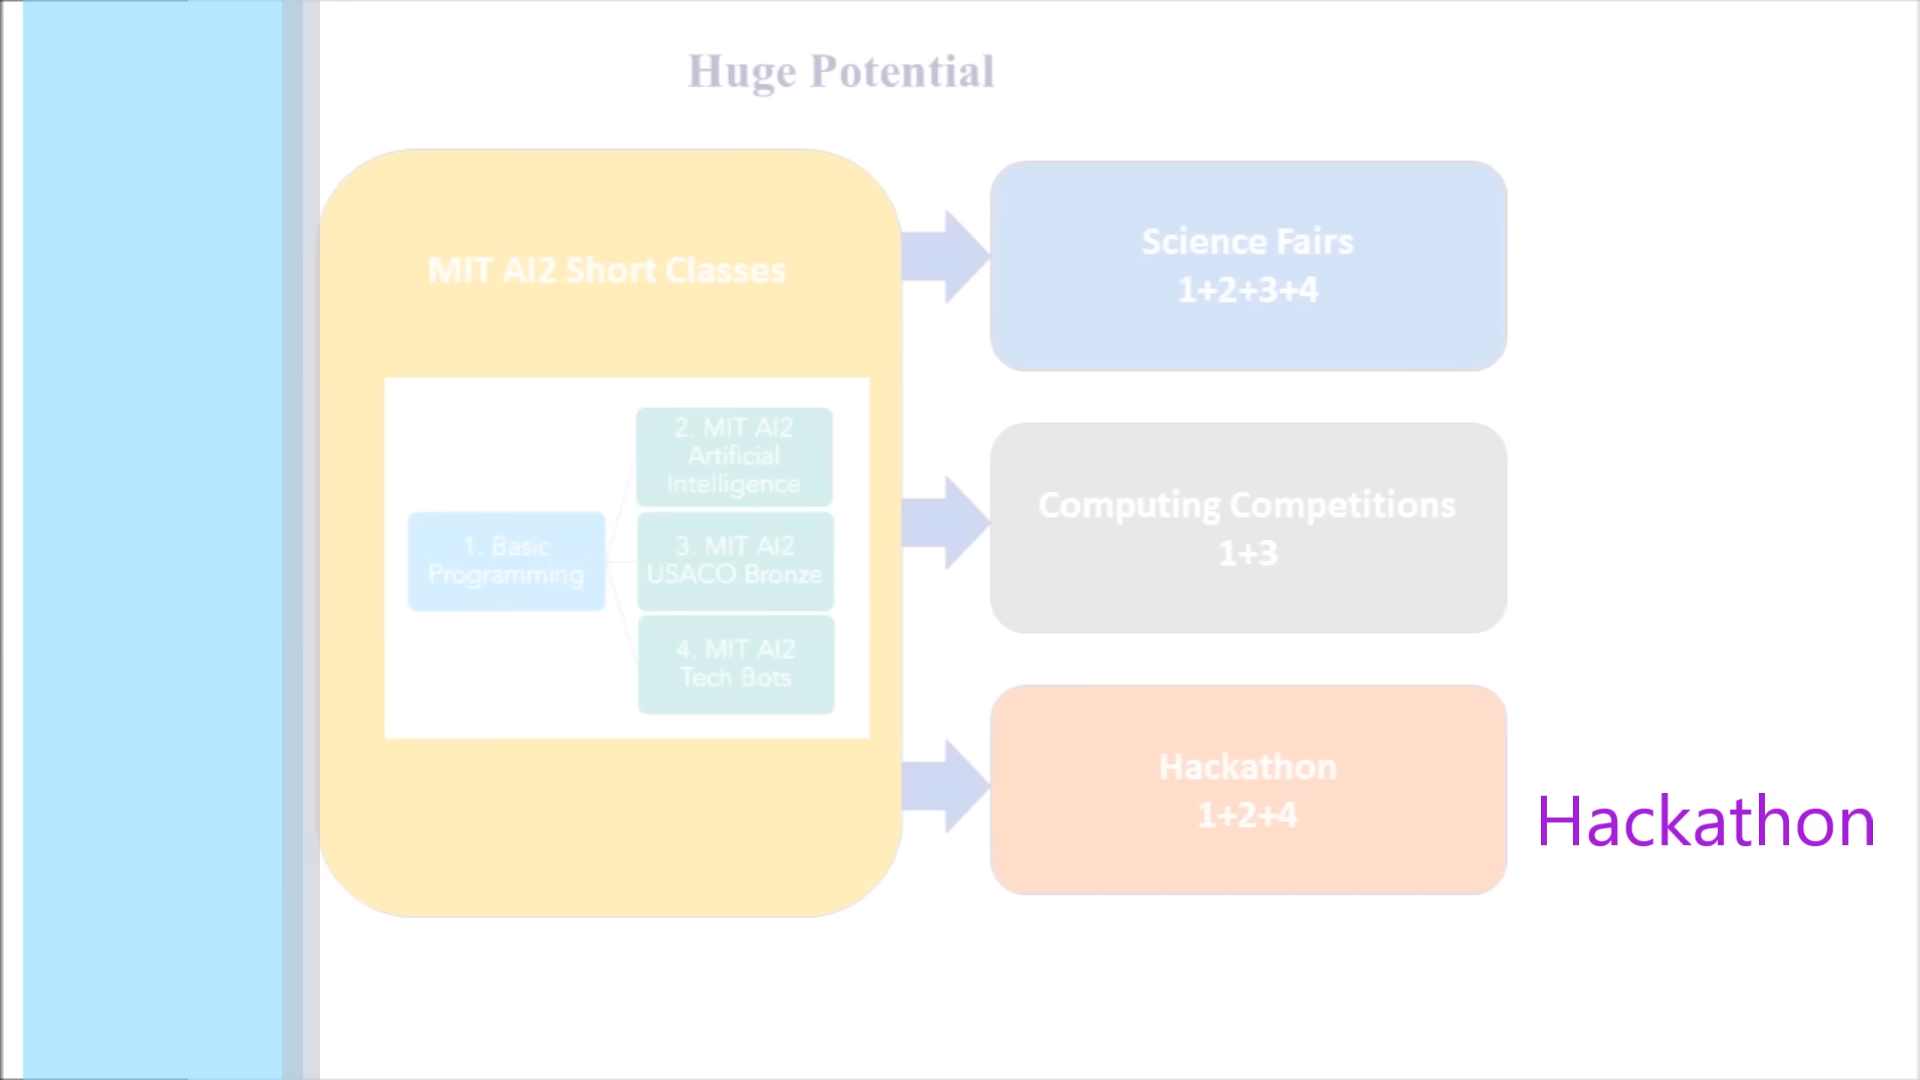 Huge Potential
MIT AI2 Short Classes
1. Basic
Programming
2. MIT AI2
Artificial
Intelligence
3. MIT AI2
USACO Bronze
4. MIT AI2
Tech Bots
Science Fairs
1+2+3+4
Computing Competitions
1+3
Hackathon
1+2+4
Hackathon